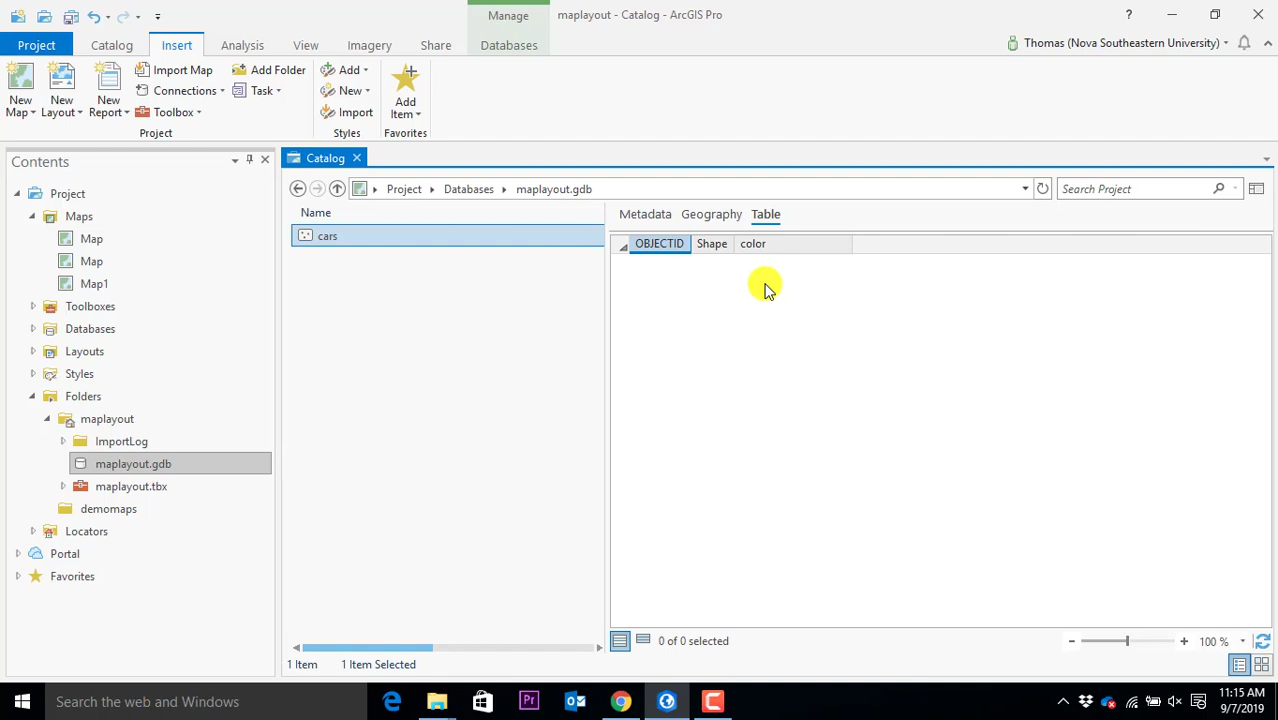 Manage
maplayout - Catalog - ArcGIS Pro
?
Project
Catalog
Insert
Analysis
View
Imagery
Share
Databases
Thomas (Nova Southeastern University)
New
Map
New
Layout
New
Report
Import Map
Connections
Toolbox
Add Folder
Task
Project
Add
New
Import
Styles
Add
Item
Favorites
Contents
Project
Maps
Map
Map
Map1
Toolboxes
Databases
Layouts
Styles
Folders
maplayout
ImportLog
maplayout.gdb
maplayout.tbx
demomaps
Locators
Portal
Favorites
Catalog
Project
Databases
maplayout.gdb
Search Project
Name
cars
Metadata
Geography
Table
OBJECTID
Shape
color
0 of 0 selected
100 %
1 Item
1 Item Selected
Search the web and Windows
Pr
11:15 AM
9/7/2019